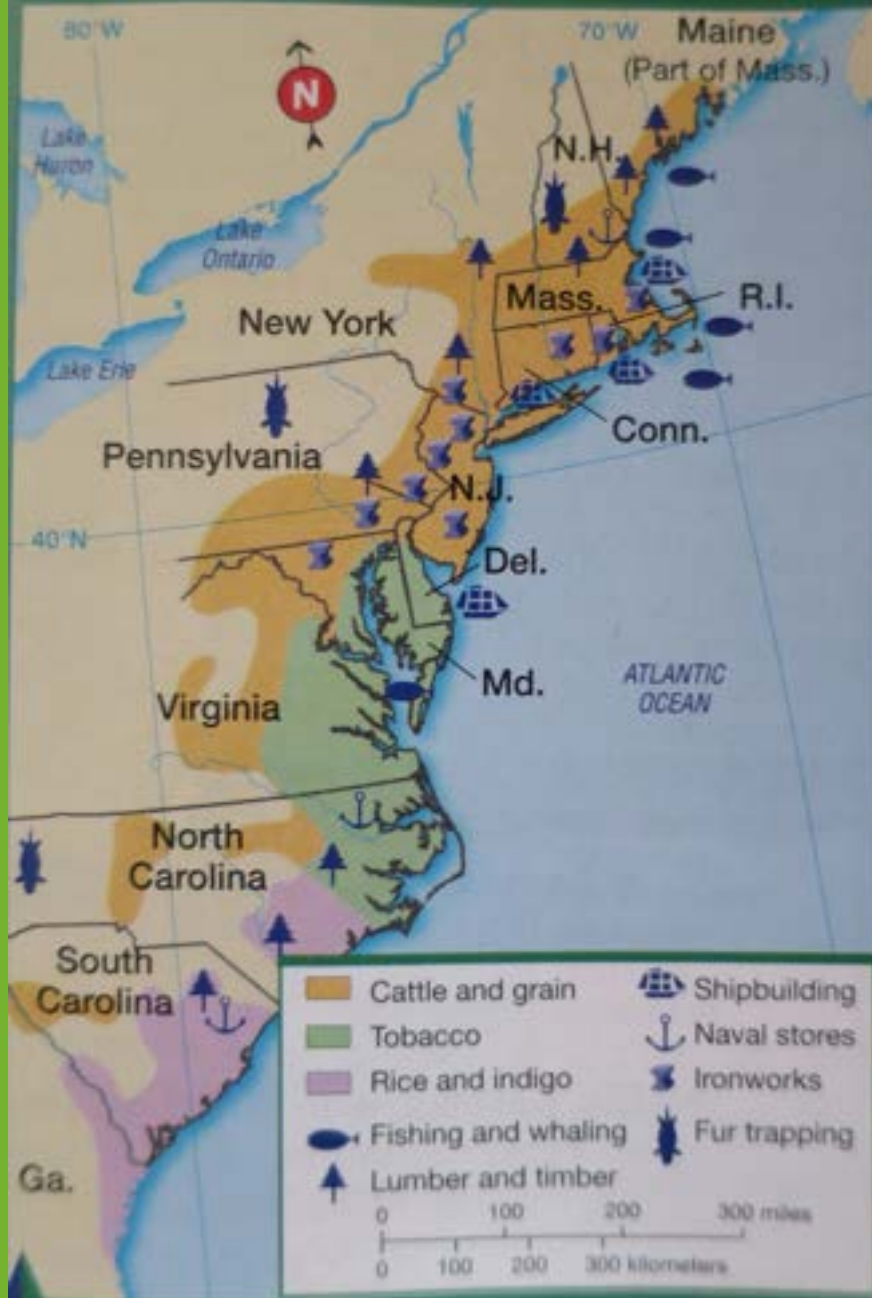 80°W
70°W
Maine
(Part of Mass.)
N
Lake
Huron
N.H.
Lake
Ontario
Mass.
R.I.
New York
Lake Erie
Conn.
Pennsylvania
N.J.
40°N
Del.
Md.
ATLANTIC
OCEAN
Virginia
North
Carolina
South
Carolina
Ga.
Cattle and grain
Tobacco
Rice and indigo
Fishing and whaling
Lumber and timber
Shipbuilding
Naval stores
Ironworks
Fur trapping
0 100 200 300 miles
0 100 200 300 kilometers